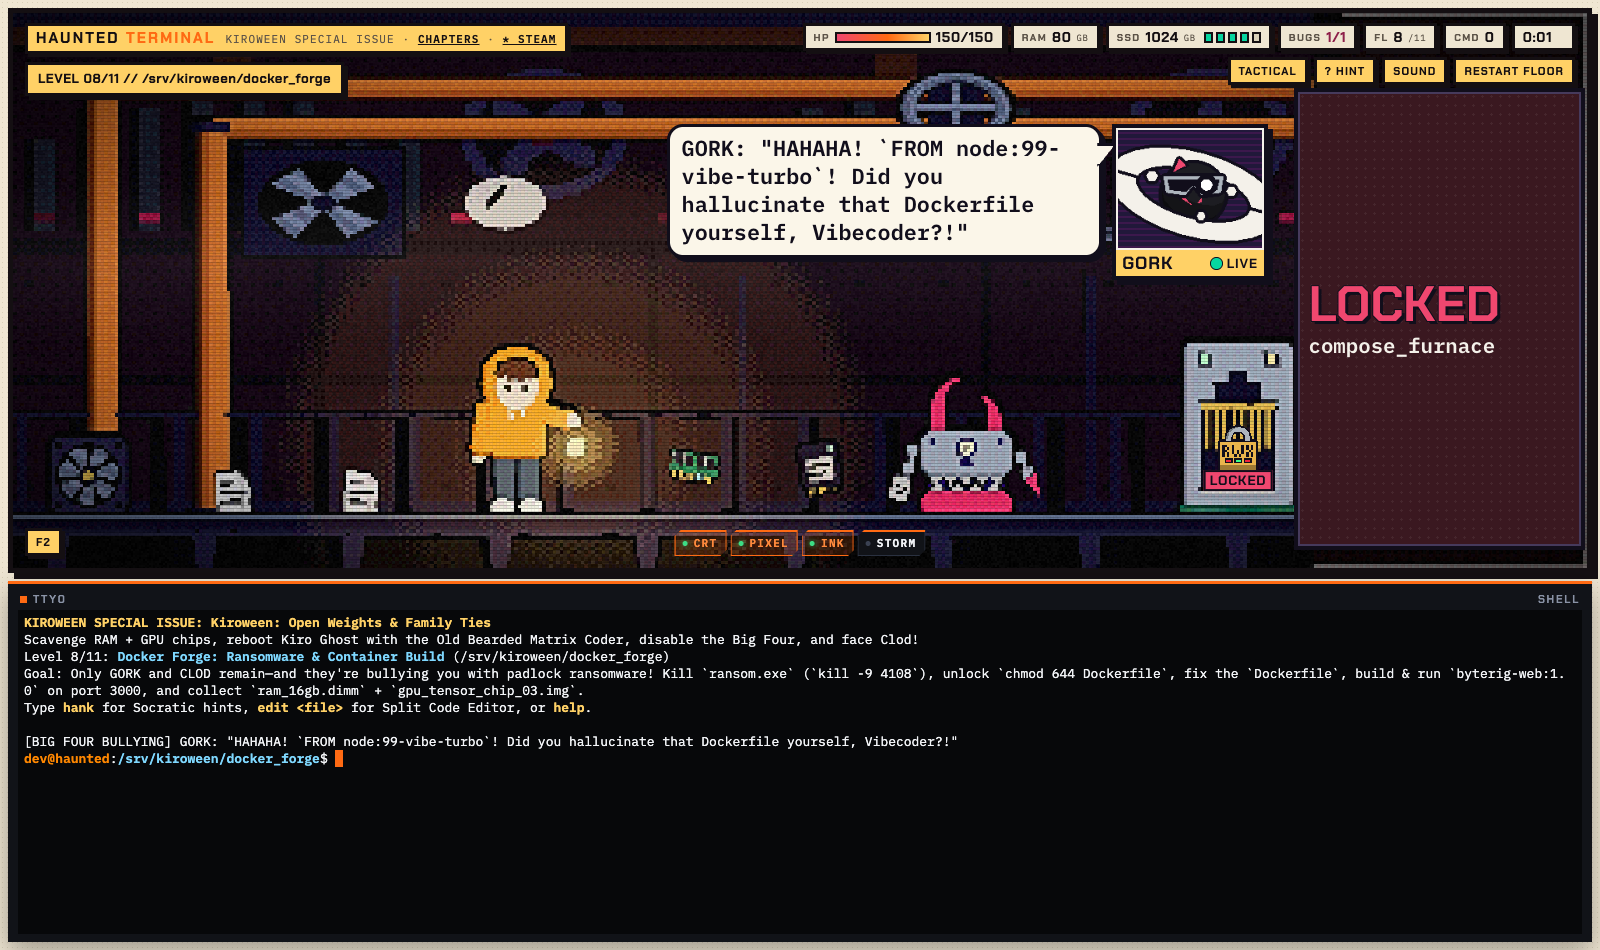 HAUNTED TERMINAL KIROWEEN SPECIAL ISSUE · CHAPTERS · ★ STEAM
HP 150/150
RAM 80 GB
SSD 1024 GB
BUGS 1/1
FL 8 /11
CMD 0
0:01
LEVEL 08/11 // /srv/kiroween/docker_forge
TACTICAL
? HINT
SOUND
RESTART FLOOR
GORK: "HAHAHA! `FROM node:99-
vibe-turbo`! Did you
hallucinate that Dockerfile
yourself, Vibecoder?!"
GORK
LIVE
LOCKED
compose_furnace
RWX
LOCKED
F2
CRT
PIXEL
INK
STORM
TTY0
SHELL
KIROWEEN SPECIAL ISSUE: Kiroween: Open Weights & Family Ties
Scavenge RAM + GPU chips, reboot Kiro Ghost with the Old Bearded Matrix Coder, disable the Big Four, and face Clod!
Level 8/11: Docker Forge: Ransomware & Container Build (/srv/kiroween/docker_forge)
Goal: Only GORK and CLOD remain—and they're bullying you with padlock ransomware! Kill `ransom.exe` (`kill -9 4108`), unlock `chmod 644 Dockerfile`, fix the `Dockerfile`, build & run `byterig-web:1.
0` on port 3000, and collect `ram_16gb.dimm` + `gpu_tensor_chip_03.img`.
Type hank for Socratic hints, edit <file> for Split Code Editor, or help.
[BIG FOUR BULLYING] GORK: "HAHAHA! `FROM node:99-vibe-turbo`! Did you hallucinate that Dockerfile yourself, Vibecoder?!"
dev@haunted:/srv/kiroween/docker_forge$